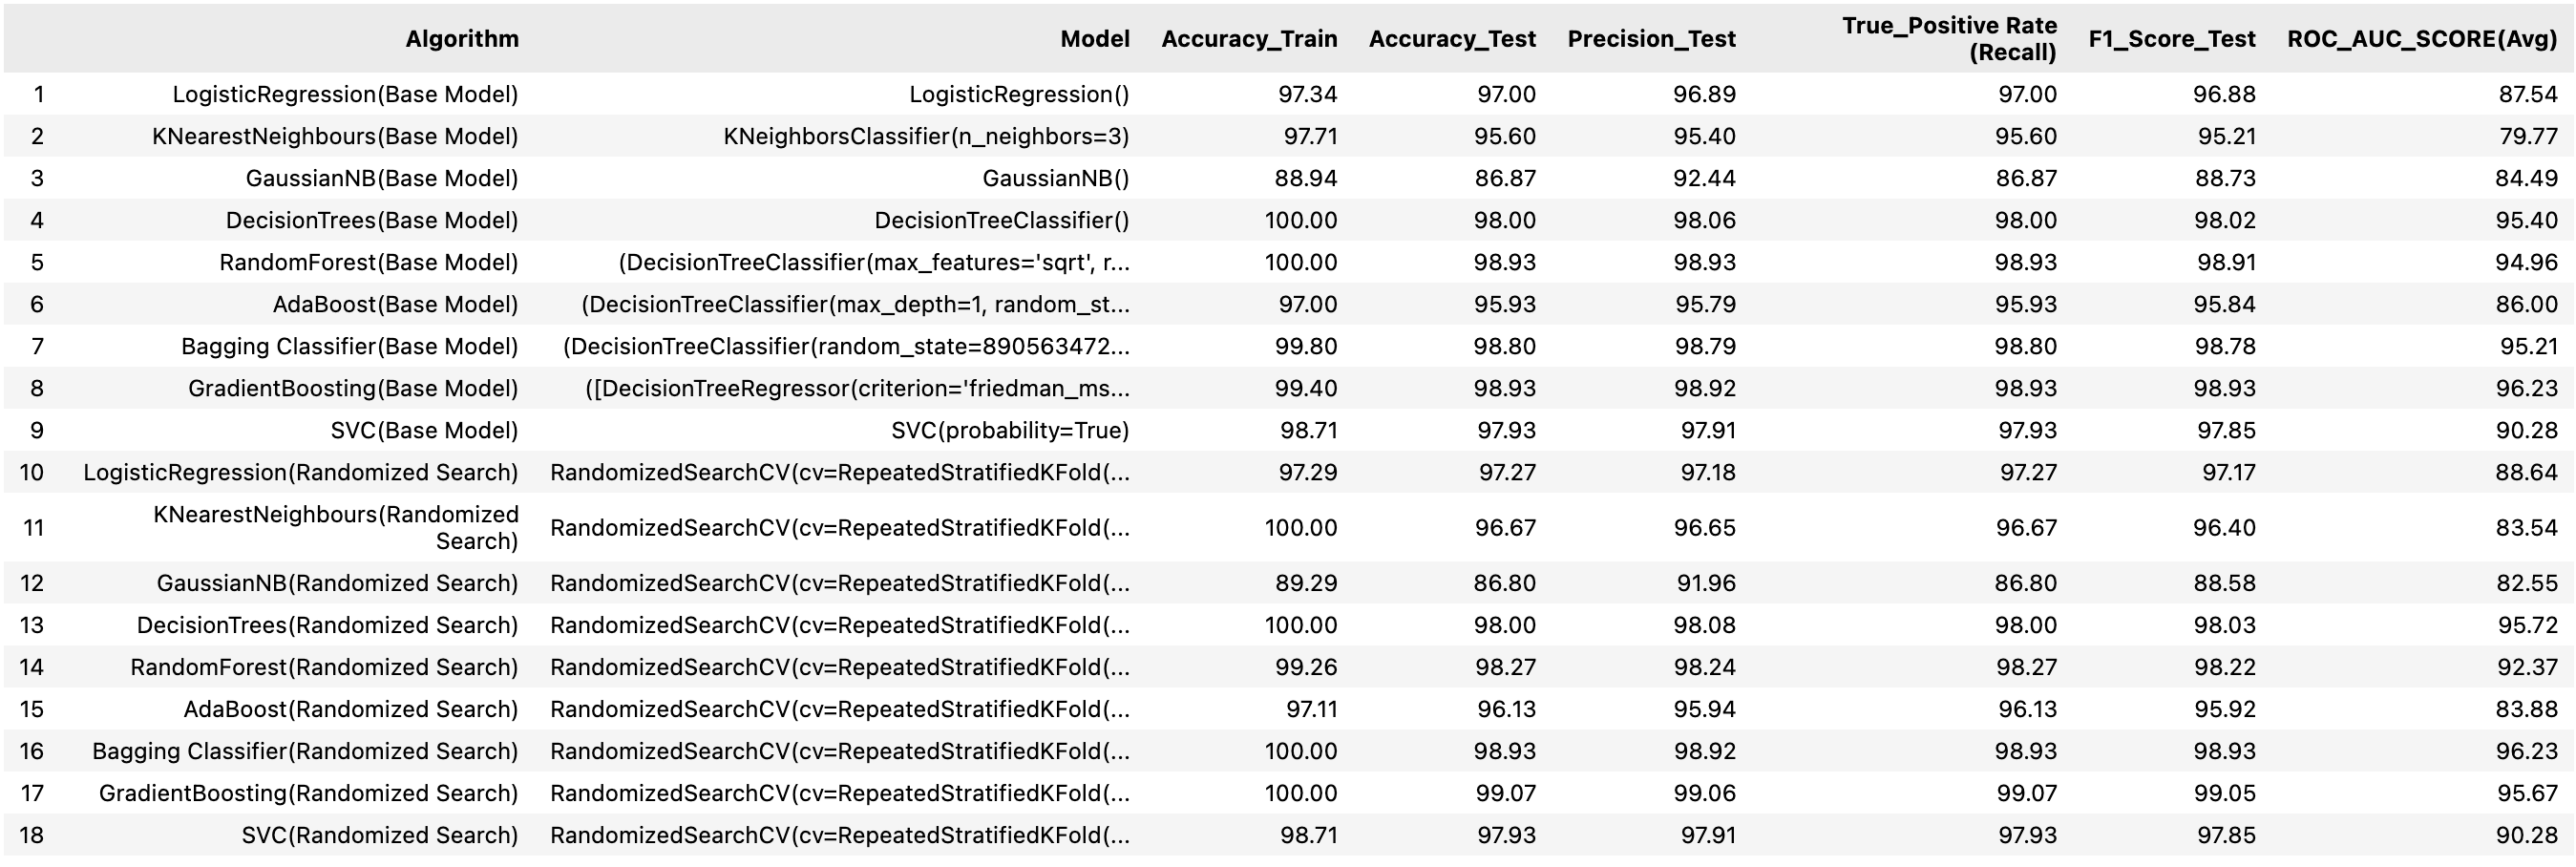 Algorithm Model Accuracy_Train Accuracy_Test Precision_Test True_Positive Rate (Recall) F1_Score_Test ROC_AUC_SCORE(Avg)
1 LogisticRegression(Base Model) LogisticRegression() 97.34 97.00 96.89 97.00 96.88 87.54
2 KNearestNeighbours(Base Model) KNeighborsClassifier(n_neighbors=3) 97.71 95.60 95.40 95.60 95.21 79.77
3 GaussianNB(Base Model) GaussianNB() 88.94 86.87 92.44 86.87 88.73 84.49
4 DecisionTrees(Base Model) DecisionTreeClassifier() 100.00 98.00 98.06 98.00 98.02 95.40
5 RandomForest(Base Model) (DecisionTreeClassifier(max_features='sqrt', r... 100.00 98.93 98.93 98.93 98.91 94.96
6 AdaBoost(Base Model) (DecisionTreeClassifier(max_depth=1, random_st... 97.00 95.93 95.79 95.93 95.84 86.00
7 Bagging Classifier(Base Model) (DecisionTreeClassifier(random_state=890563472... 99.80 98.80 98.79 98.80 98.78 95.21
8 GradientBoosting(Base Model) ([DecisionTreeRegressor(criterion='friedman_ms... 99.40 98.93 98.92 98.93 98.93 96.23
9 SVC(Base Model) SVC(probability=True) 98.71 97.93 97.91 97.93 97.85 90.28
10 LogisticRegression(Randomized Search) RandomizedSearchCV(cv=RepeatedStratifiedKFold(... 97.29 97.27 97.18 97.27 97.17 88.64
11 KNearestNeighbours(Randomized Search) RandomizedSearchCV(cv=RepeatedStratifiedKFold(... 100.00 96.67 96.65 96.67 96.40 83.54
12 GaussianNB(Randomized Search) RandomizedSearchCV(cv=RepeatedStratifiedKFold(... 89.29 86.80 91.96 86.80 88.58 82.55
13 DecisionTrees(Randomized Search) RandomizedSearchCV(cv=RepeatedStratifiedKFold(... 100.00 98.00 98.08 98.00 98.03 95.72
14 RandomForest(Randomized Search) RandomizedSearchCV(cv=RepeatedStratifiedKFold(... 99.26 98.27 98.24 98.27 98.22 92.37
15 AdaBoost(Randomized Search) RandomizedSearchCV(cv=RepeatedStratifiedKFold(... 97.11 96.13 95.94 96.13 95.92 83.88
16 Bagging Classifier(Randomized Search) RandomizedSearchCV(cv=RepeatedStratifiedKFold(... 100.00 98.93 98.92 98.93 98.93 96.23
17 GradientBoosting(Randomized Search) RandomizedSearchCV(cv=RepeatedStratifiedKFold(... 100.00 99.07 99.06 99.07 99.05 95.67
18 SVC(Randomized Search) RandomizedSearchCV(cv=RepeatedStratifiedKFold(... 98.71 97.93 97.91 97.93 97.85 90.28